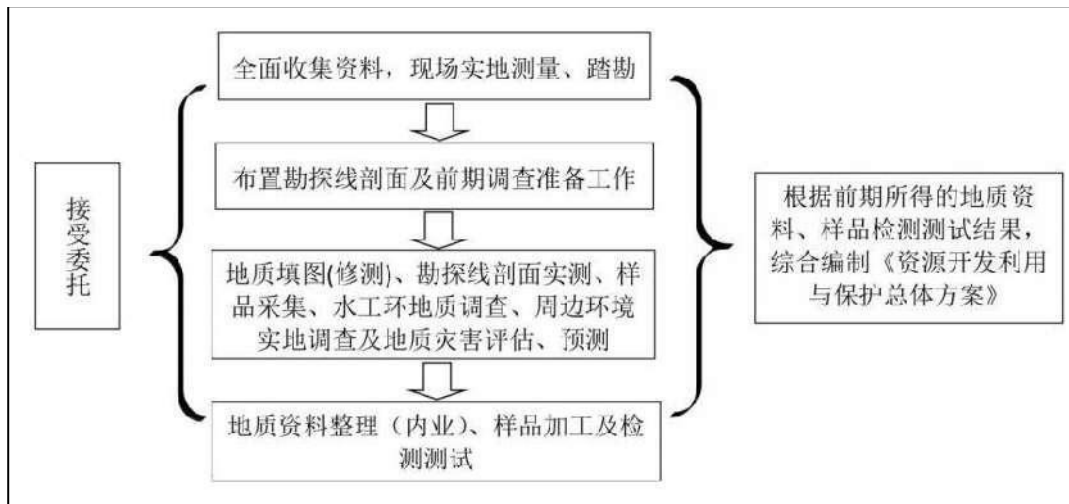 接受委托
全面收集资料，现场实地测量、踏勘
布置勘探线剖面及前期调查准备工作
地质填图(修测)、勘探线剖面实测、样
品采集、水工环地质调查、周边环境
实地调查及地质灾害评估、预测
地质资料整理（内业）、样品加工及检
测测试
根据前期所得的地质资
料、样品检测测试结果，
综合编制《资源开发利用
与保护总体方案》